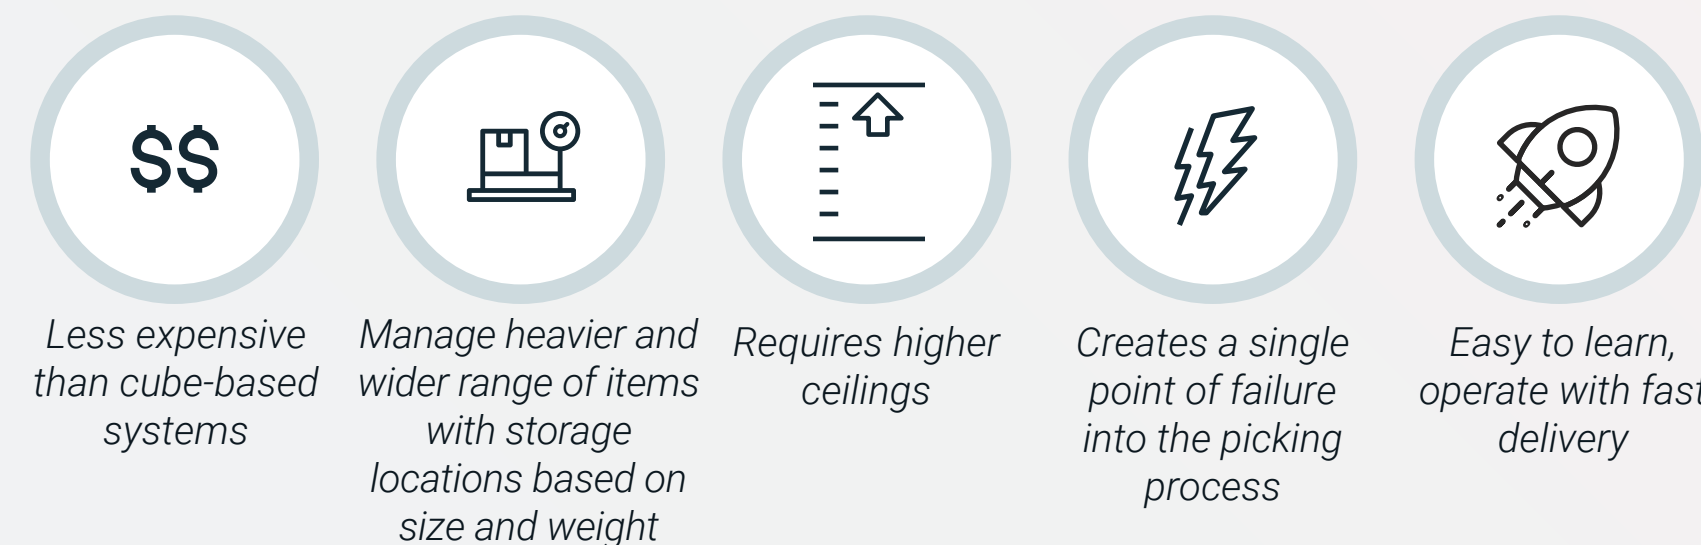 $$
Less expensive
than cube-based
systems
Manage heavier and
wider range of items
with storage
locations based on
size and weight
Requires higher
ceilings
Creates a single
point of failure
into the picking
process
Easy to learn,
operate with fast
delivery